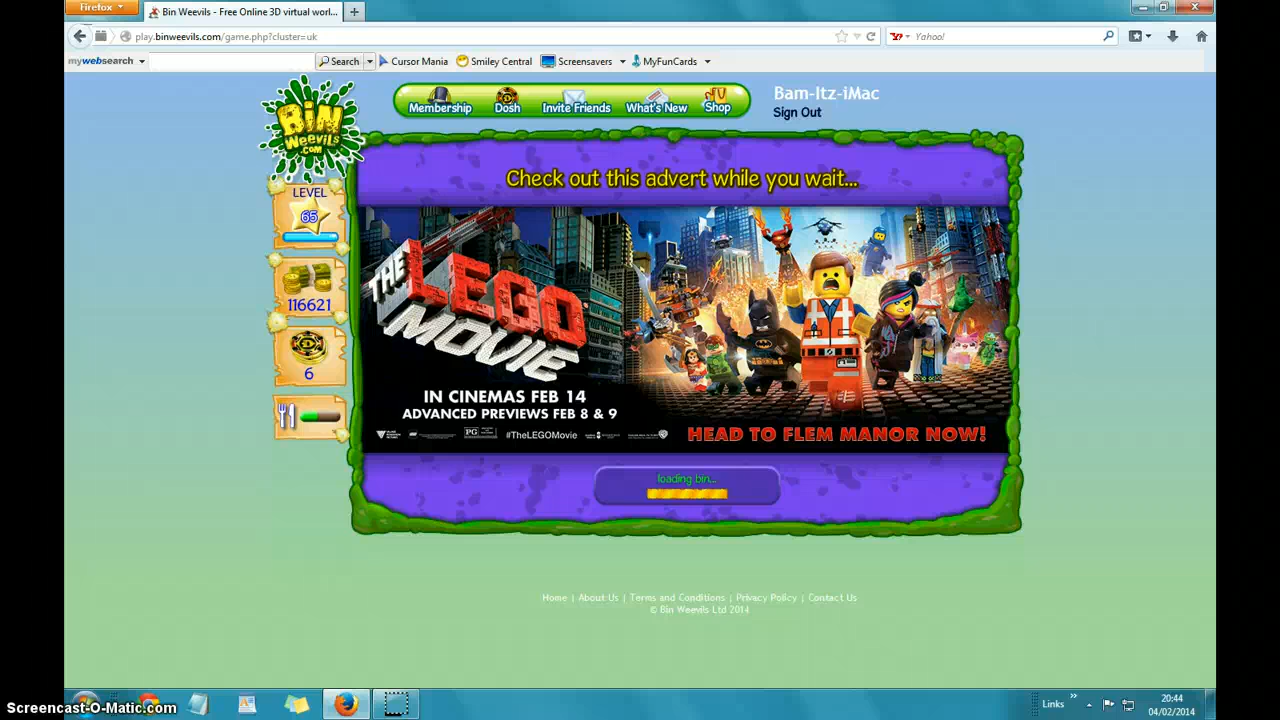 Firefox
Bin Weevils - Free Online 3D virtual worl...
play.binweevils.com/game.php?cluster=uk
Yahoo!
mywebsearch
Search
Cursor Mania
Smiley Central
Screensavers
MyFunCards
BiN WeeViLS .COM
Membership
Dosh
Invite Friends
What's New
Shop
Bam-Itz-iMac
Sign Out
LEVEL
65
116621
6
Check out this advert while you wait...
THE LEGO MOVIE
IN CINEMAS FEB 14
ADVANCED PREVIEWS FEB 8 & 9
PG
#TheLEGOMovie
HEAD TO FLEM MANOR NOW!
loading bin...
Home | About Us | Terms and Conditions | Privacy Policy | Contact Us
© Bin Weevils Ltd 2014
Screencast-O-Matic.com
Links
20:44
04/02/2014